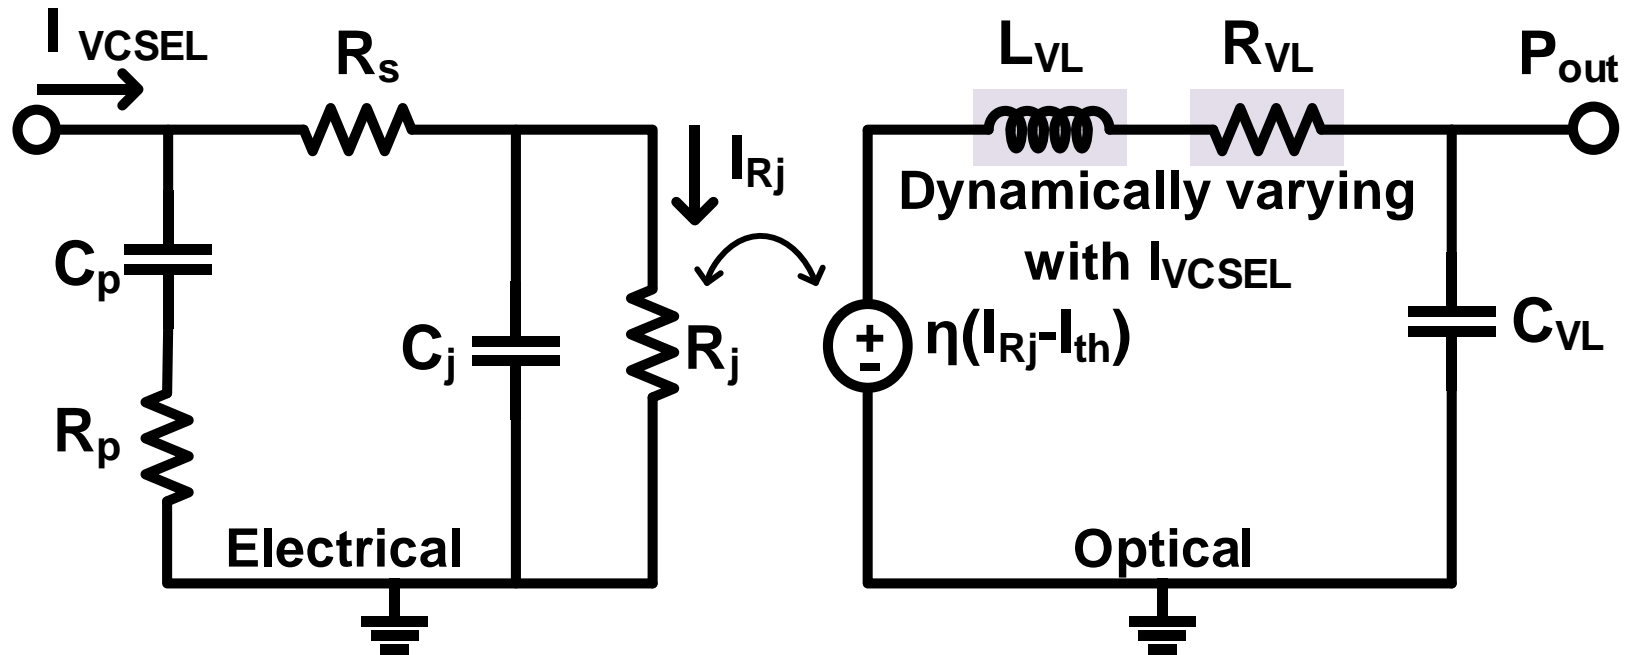 I VCSEL
Rs
LVL
RVL
Pout
IRj
Dynamically varying
with IVCSEL
Cp
Cj
Rj
η(IRj-Ith)
CVL
Rp
Electrical
Optical